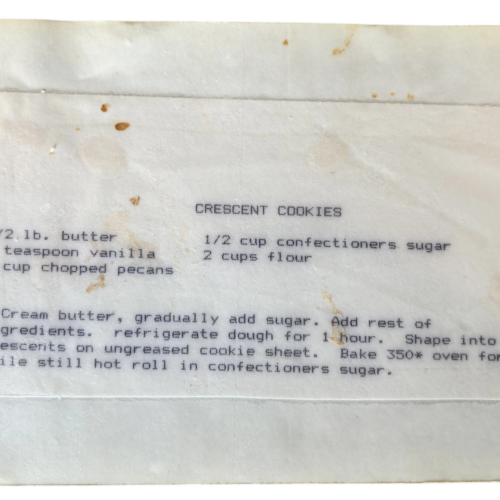 CRESCENT COOKIES
/2 lb. butter 1/2 cup confectioners sugar
teaspoon vanilla 2 cups flour
cup chopped pecans
Cream butter, gradually add sugar. Add rest of
gredients. refrigerate dough for 1 hour. Shape into
escents on ungreased cookie sheet. Bake 350* oven for
ile still hot roll in confectioners sugar.